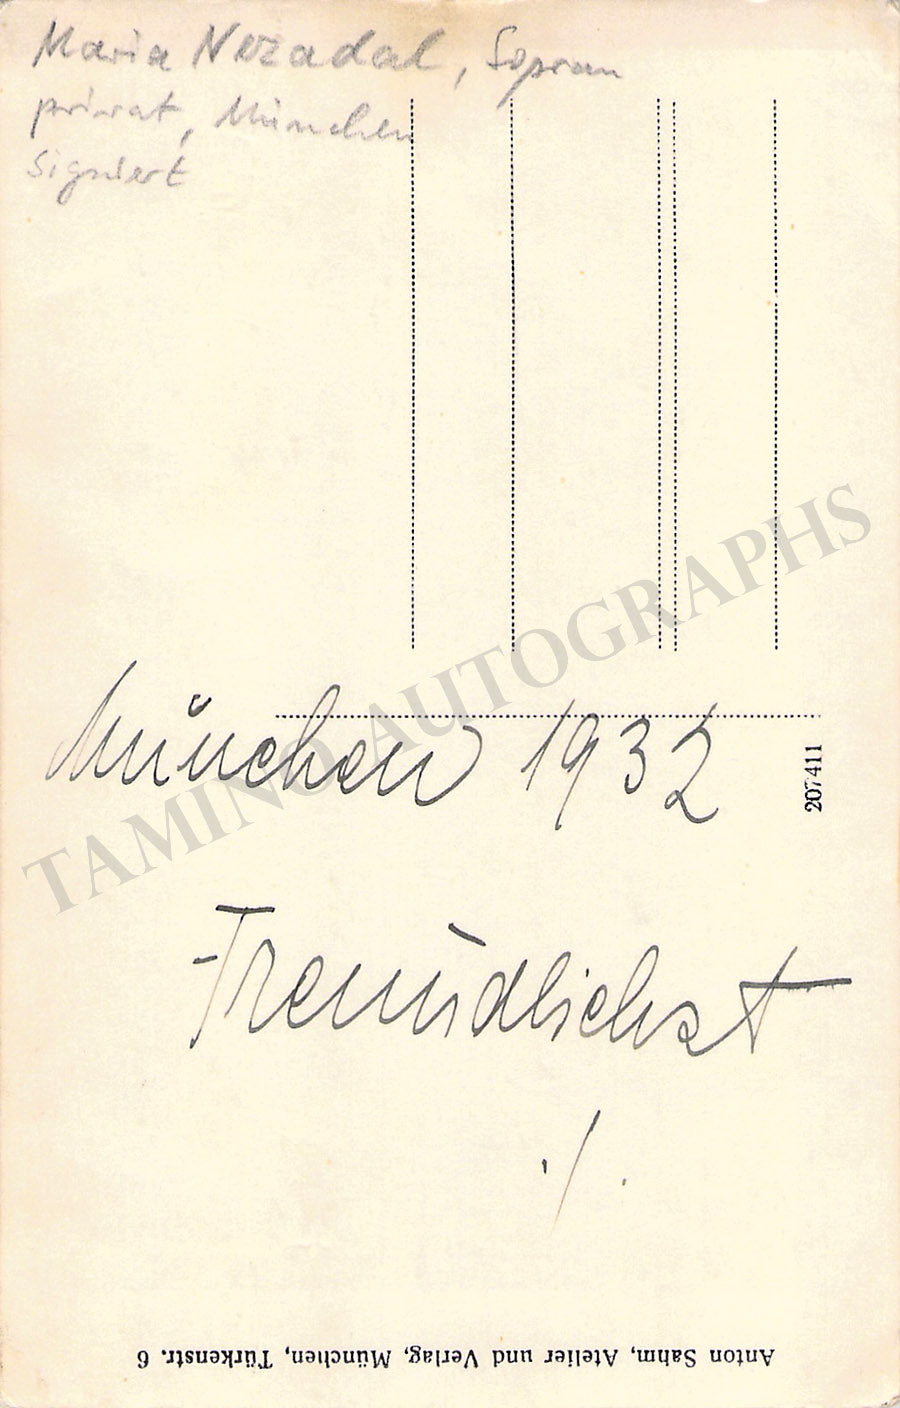 Maria Nezadal, Sopran
privat, München
signiert
TAMINO AUTOGRAPHS
München 1932
207411
Freundlichst
./.
Anton Sahm, Atelier und Verlag, München, Türkenstr. 6